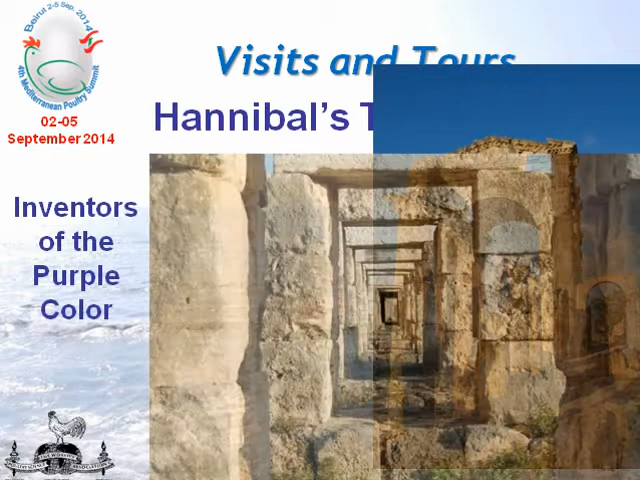 Beirut 2-5 Sep. 2014
4th Mediterranean Poultry Summit
02-05
September 2014
Visits and Tours
Hannibal's T
Inventors
of the
Purple
Color